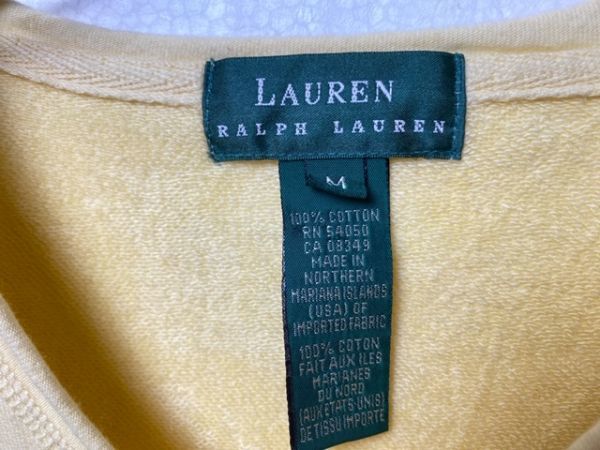 LAUREN
RALPH LAUREN
M
100% COTTON
RN 54050
CA 08349
MADE IN
NORTHERN
MARIANA ISLANDS
(USA) OF
IMPORTED FABRIC
100% COTON
FAIT AUX ILES
MARIANES
DU NORD
(AUX ETATS-UNIS)
DE TISSU IMPORTE